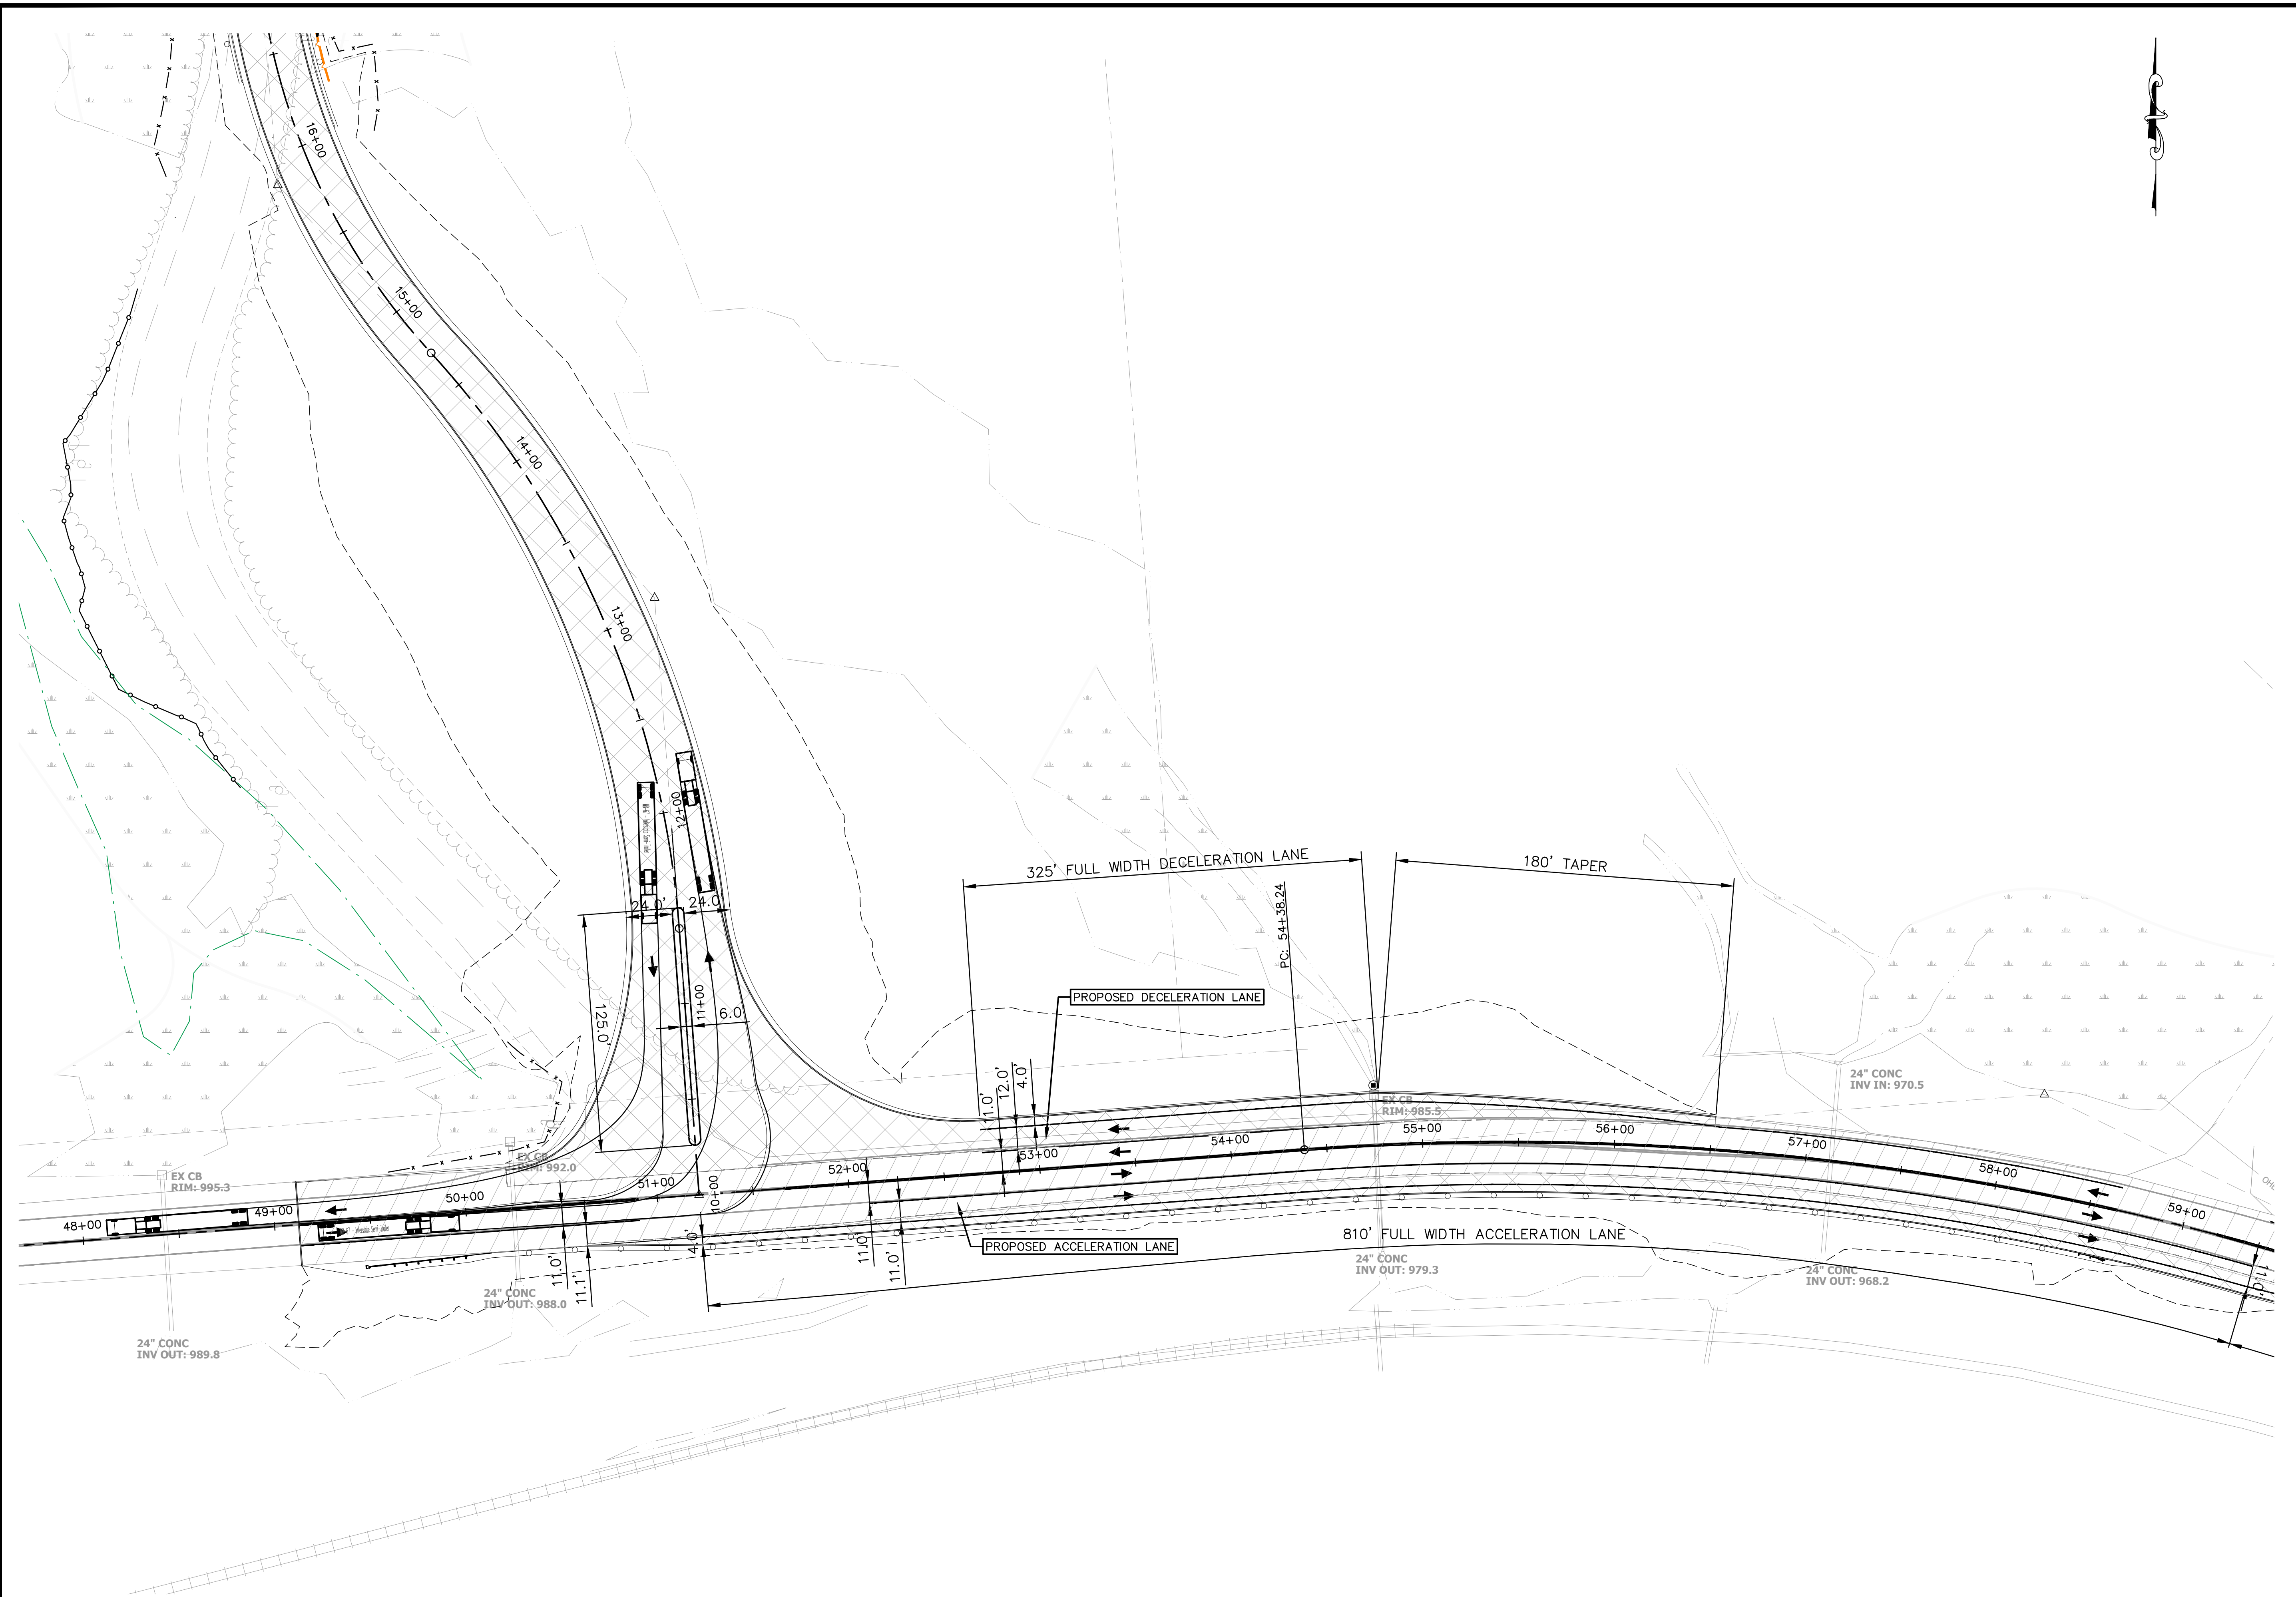 16+00
15+00
14+00
13+00
12+00
11+00
10+00
24.0'
24.0'
125.0'
6.0'
325' FULL WIDTH DECELERATION LANE
180' TAPER
PC: 54+38.24
PROPOSED DECELERATION LANE
11.0'
12.0'
4.0'
EX CB
RIM: 985.5
24" CONC
INV IN: 970.5
EX CB
RIM: 992.0
EX CB
RIM: 995.3
48+00
49+00
50+00
51+00
52+00
53+00
54+00
55+00
56+00
57+00
58+00
59+00
4.0'
11.0'
11.0'
11.0'
11.1'
11.0'
PROPOSED ACCELERATION LANE
810' FULL WIDTH ACCELERATION LANE
24" CONC
INV OUT: 979.3
24" CONC
INV OUT: 968.2
24" CONC
INV OUT: 988.0
24" CONC
INV OUT: 989.8